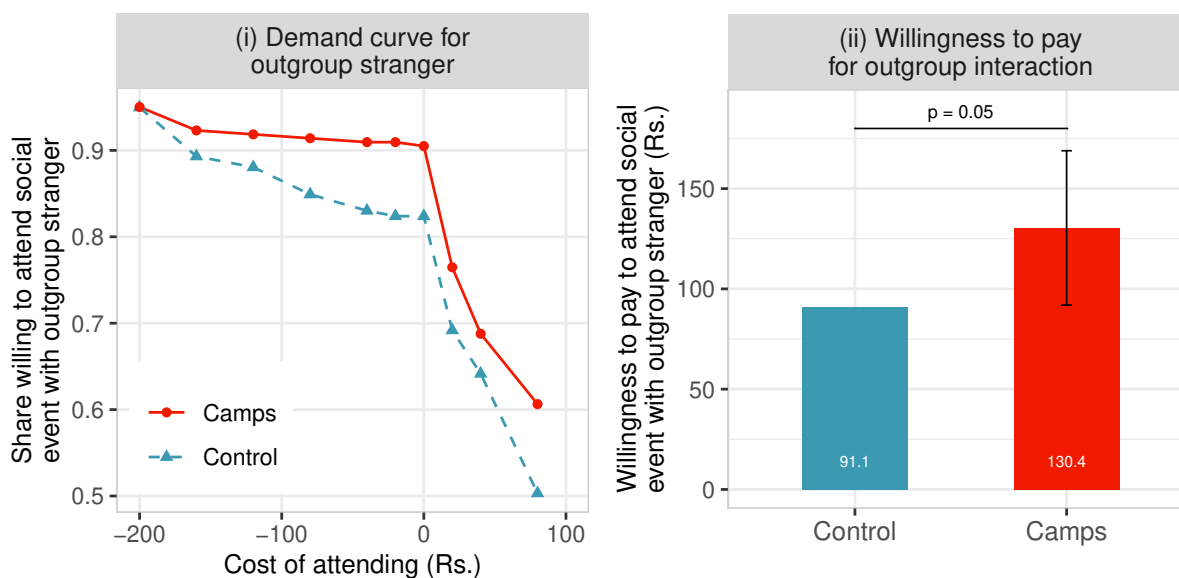 (i) Demand curve for
outgroup stranger
Share willing to attend social
event with outgroup stranger
0.9
0.8
0.7
0.6
0.5
Camps
Control
−200
−100
0
100
Cost of attending (Rs.)
(ii) Willingness to pay
for outgroup interaction
Willingness to pay to attend social
event with outgroup stranger (Rs.)
150
100
50
0
p = 0.05
91.1
130.4
Control
Camps